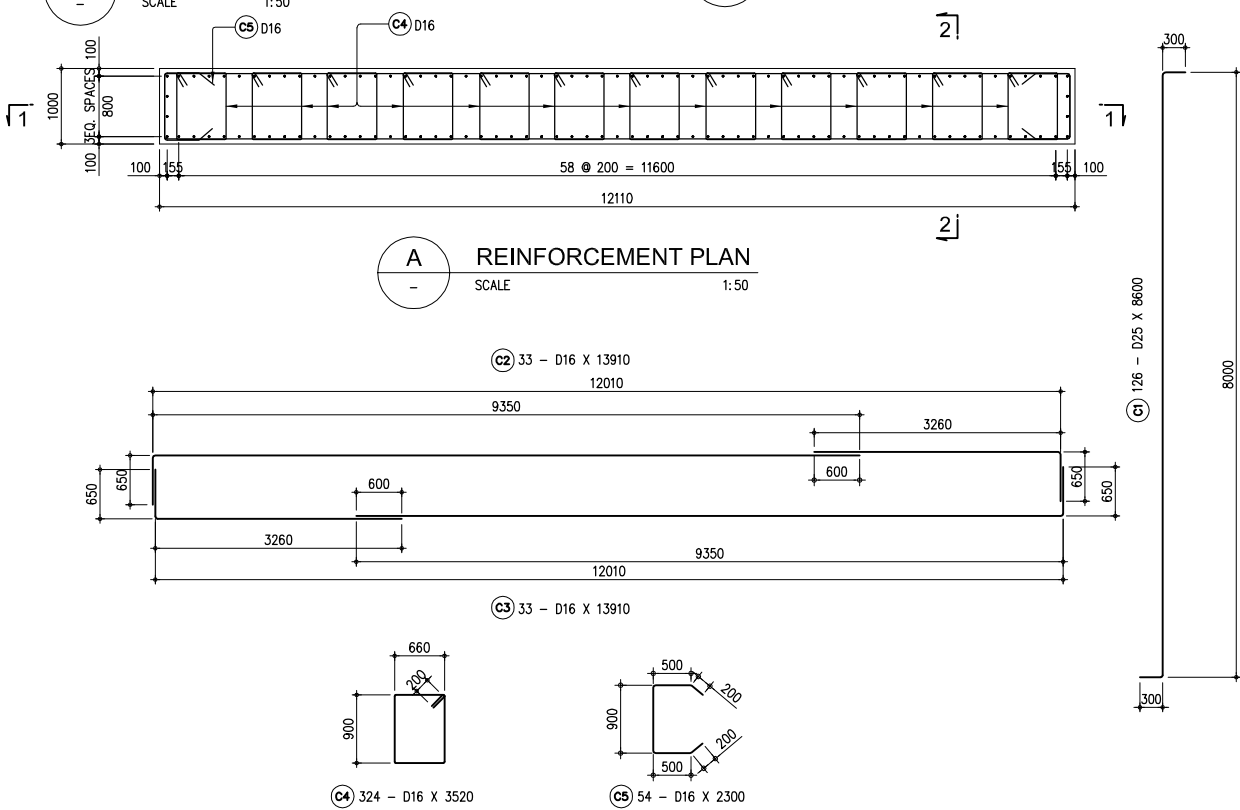 – SCALE 1:50
C5 D16
C4 D16
2
300
100
3EQ. SPACES
100
1000
800
1
1
100 155 58 @ 200 = 11600 155 100
12110
2
A REINFORCEMENT PLAN
– SCALE 1:50
C2 33 – D16 X 13910
12010
9350
3260
600
650
650
600
650
650
3260
9350
12010
C3 33 – D16 X 13910
C1 126 – D25 X 8600
8000
300
660
200
900
C4 324 – D16 X 3520
500
200
900
200
500
C5 54 – D16 X 2300